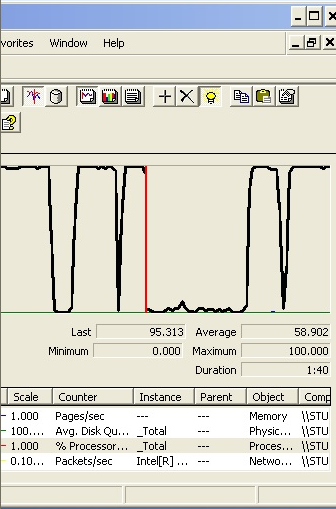 vorites Window Help
Last 95.313 Average 58.902
Minimum 0.000 Maximum 100.000
Duration 1:40
Scale Counter Instance Parent Object Comp
1.000 Pages/sec --- --- Memory \\STU
100.... Avg. Disk Qu... _Total --- Physic... \\STU
1.000 % Processor... _Total --- Proces... \\STU
0.10... Packets/sec Intel[R] ... --- Netwo... \\STU